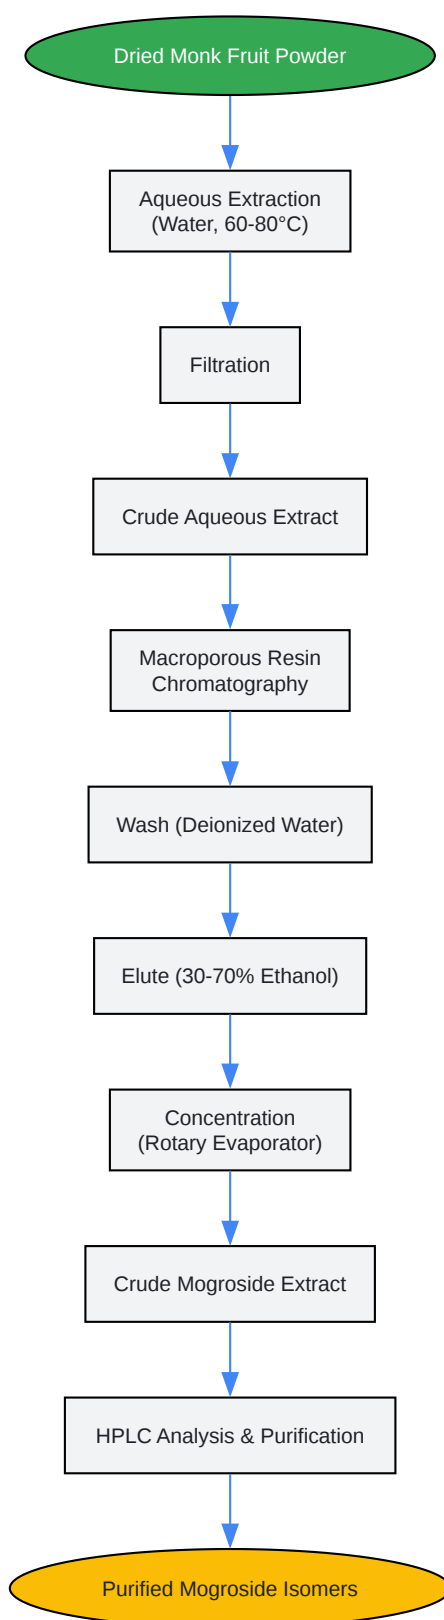 Dried Monk Fruit Powder
Aqueous Extraction
(Water, 60-80°C)
Filtration
Crude Aqueous Extract
Macroporous Resin
Chromatography
Wash (Deionized Water)
Elute (30-70% Ethanol)
Concentration
(Rotary Evaporator)
Crude Mogroside Extract
HPLC Analysis & Purification
Purified Mogroside Isomers